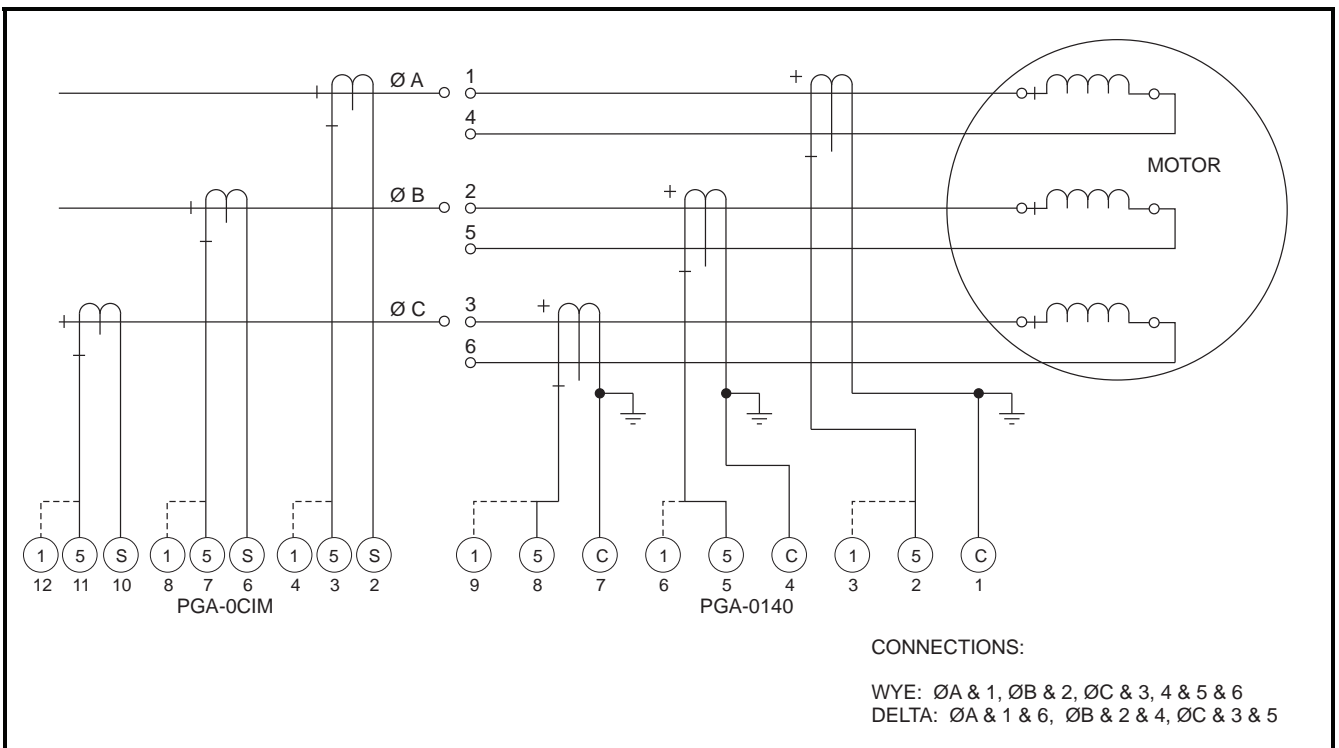 Ø A
1
+
4
MOTOR
Ø B
2
+
5
Ø C
3
+
6
1 5 S 1 5 S 1 5 S 1 5 C 1 5 C 1 5 C
12 11 10 8 7 6 4 3 2 9 8 7 6 5 4 3 2 1
PGA-0CIM PGA-0140
CONNECTIONS:
WYE: ØA & 1, ØB & 2, ØC & 3, 4 & 5 & 6
DELTA: ØA & 1 & 6, ØB & 2 & 4, ØC & 3 & 5